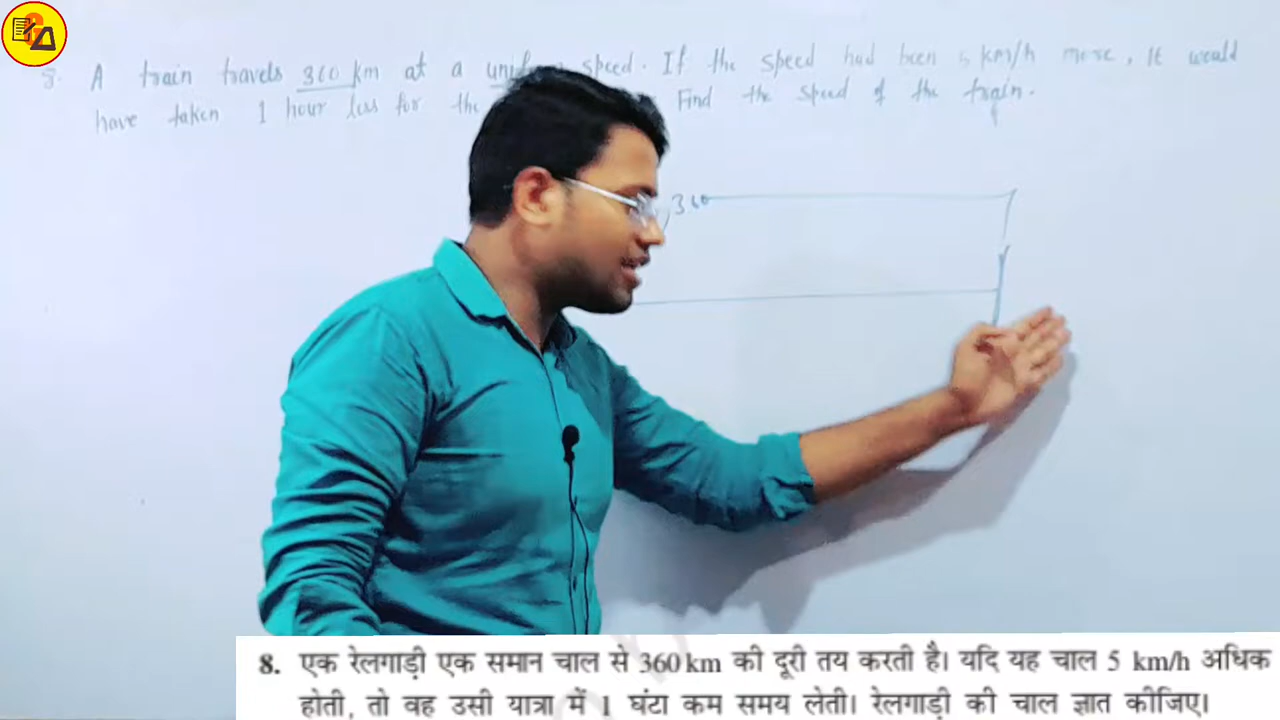 8. A train travels 360 km at a uniform speed. If the speed had been 5 km/h more, it would
have taken 1 hour less for the Find the speed of the train.
360
8. एक रेलगाड़ी एक समान चाल से 360 km की दूरी तय करती है। यदि यह चाल 5 km/h अधिक
होती, तो वह उसी यात्रा में 1 घंटा कम समय लेती। रेलगाड़ी की चाल ज्ञात कीजिए।